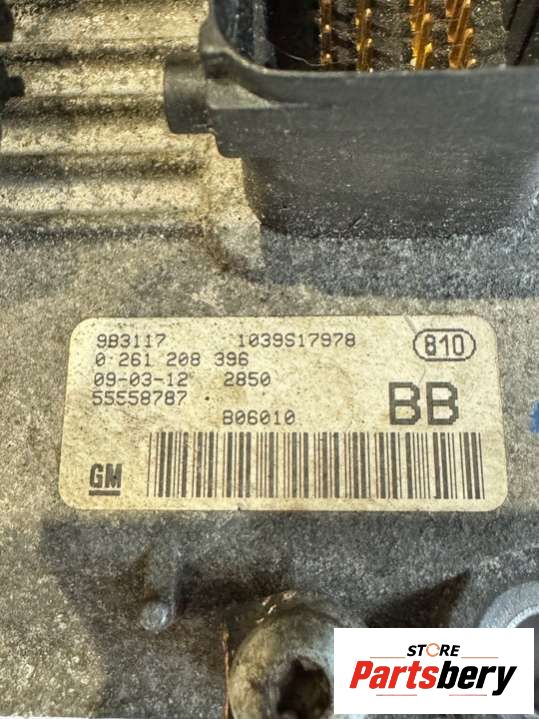 9B3117 1039S17978
0 261 208 396
810
09-03-12 2850
55558787
B06010
BB
GM
STORE
Partsbery